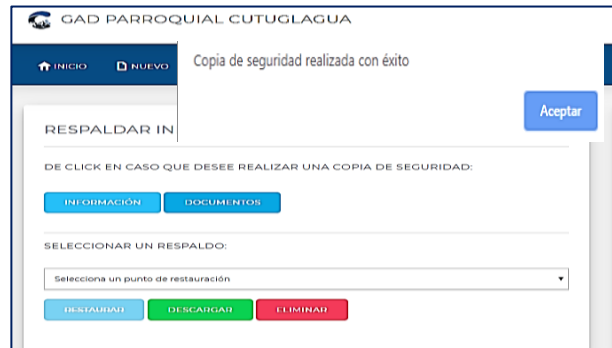 GAD PARROQUIAL CUTUGLAGUA
INICIO NUEVO
Copia de seguridad realizada con éxito
Aceptar
RESPALDAR IN
DE CLICK EN CASO QUE DESEE REALIZAR UNA COPIA DE SEGURIDAD:
INFORMACIÓN DOCUMENTOS
SELECCIONAR UN RESPALDO:
Selecciona un punto de restauración
RESTAURAR DESCARGAR ELIMINAR